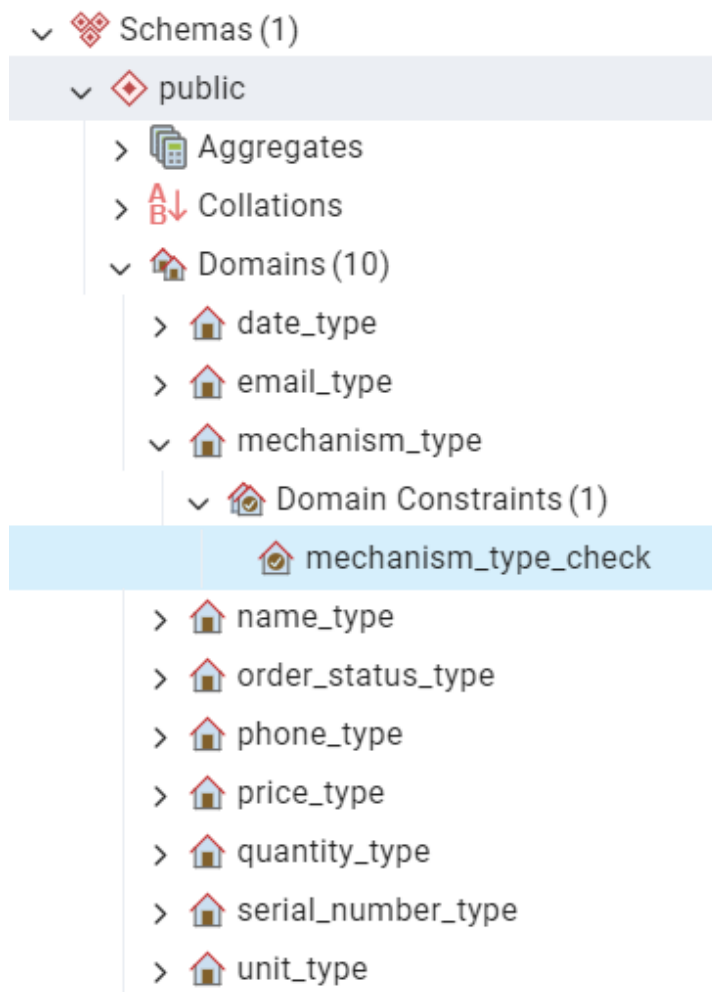 Schemas (1)
public
Aggregates
Collations
Domains (10)
date_type
email_type
mechanism_type
Domain Constraints (1)
mechanism_type_check
name_type
order_status_type
phone_type
price_type
quantity_type
serial_number_type
unit_type